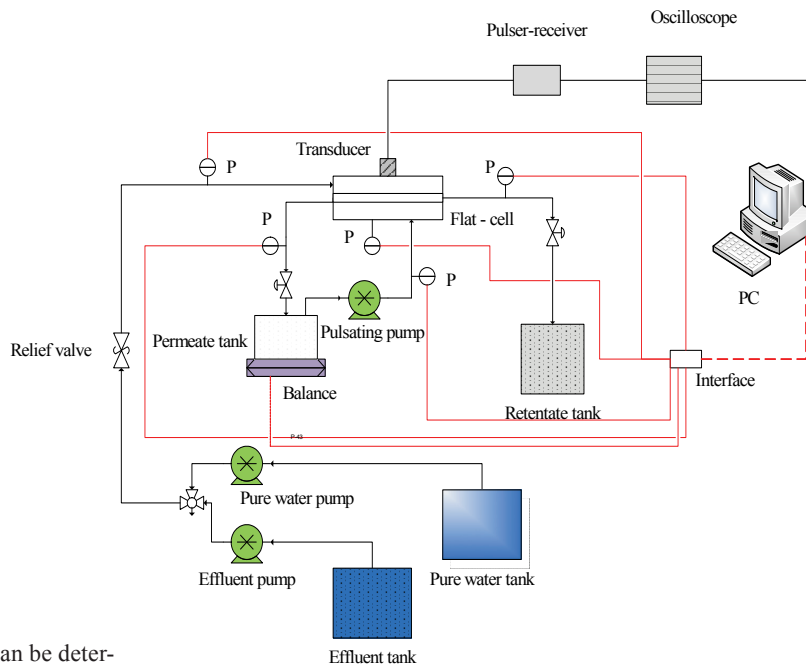 Oscilloscope
Pulser-receiver
Transducer
P
P
Flat - cell
P
P
P
PC
Pulsating pump
Permeate tank
Relief valve
Interface
Balance
Retentate tank
P-43
Pure water pump
Effluent pump
Pure water tank
an be deter-
Effluent tank